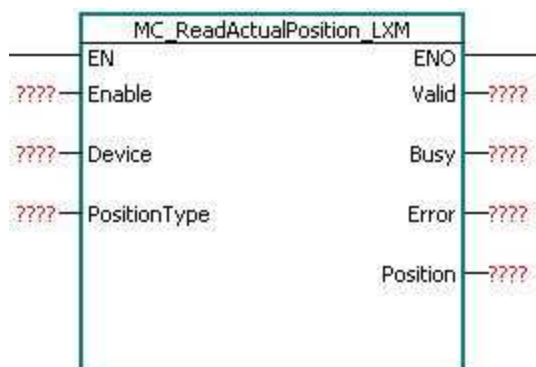 MC_ReadActualPosition_LXM
EN ENO
???? Enable Valid ????
???? Device Busy ????
???? PositionType Error ????
Position ????